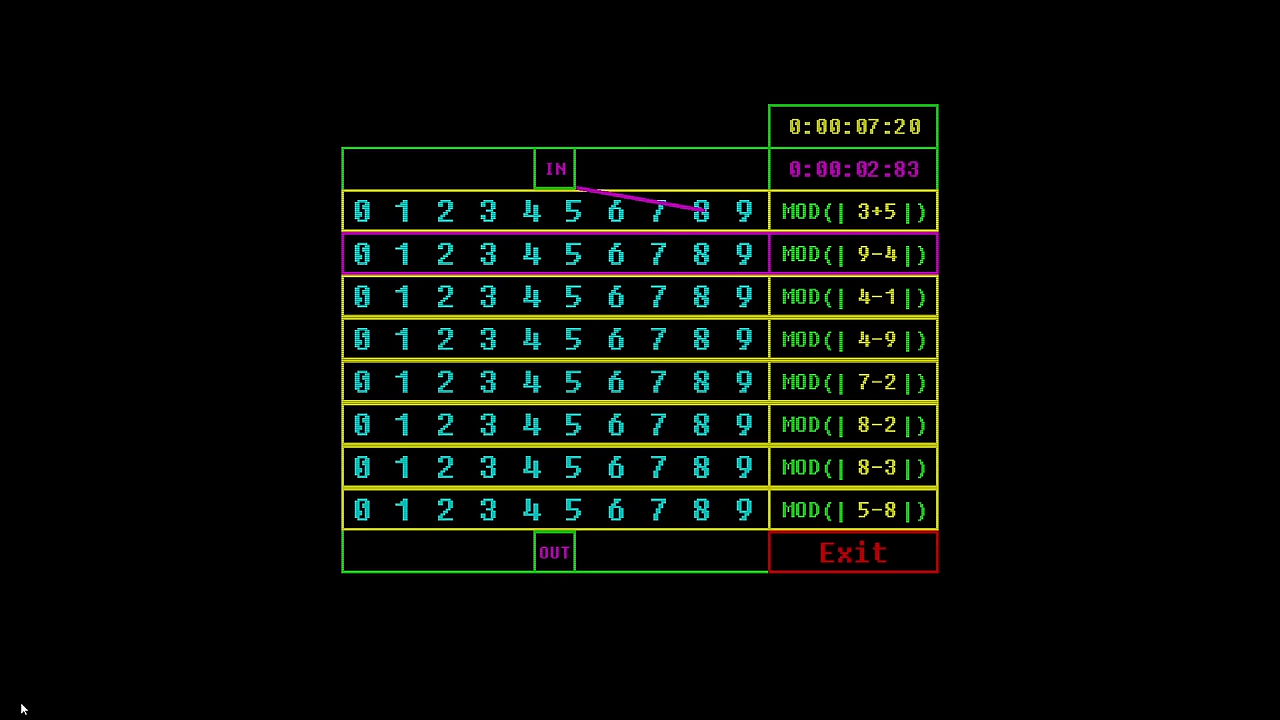 0:00:07:20
IN 0:00:02:83
0 1 2 3 4 5 6 7 8 9 MOD(| 3+5 |)
0 1 2 3 4 5 6 7 8 9 MOD(| 9-4 |)
0 1 2 3 4 5 6 7 8 9 MOD(| 4-1 |)
0 1 2 3 4 5 6 7 8 9 MOD(| 4-9 |)
0 1 2 3 4 5 6 7 8 9 MOD(| 7-2 |)
0 1 2 3 4 5 6 7 8 9 MOD(| 8-2 |)
0 1 2 3 4 5 6 7 8 9 MOD(| 8-3 |)
0 1 2 3 4 5 6 7 8 9 MOD(| 5-8 |)
OUT Exit